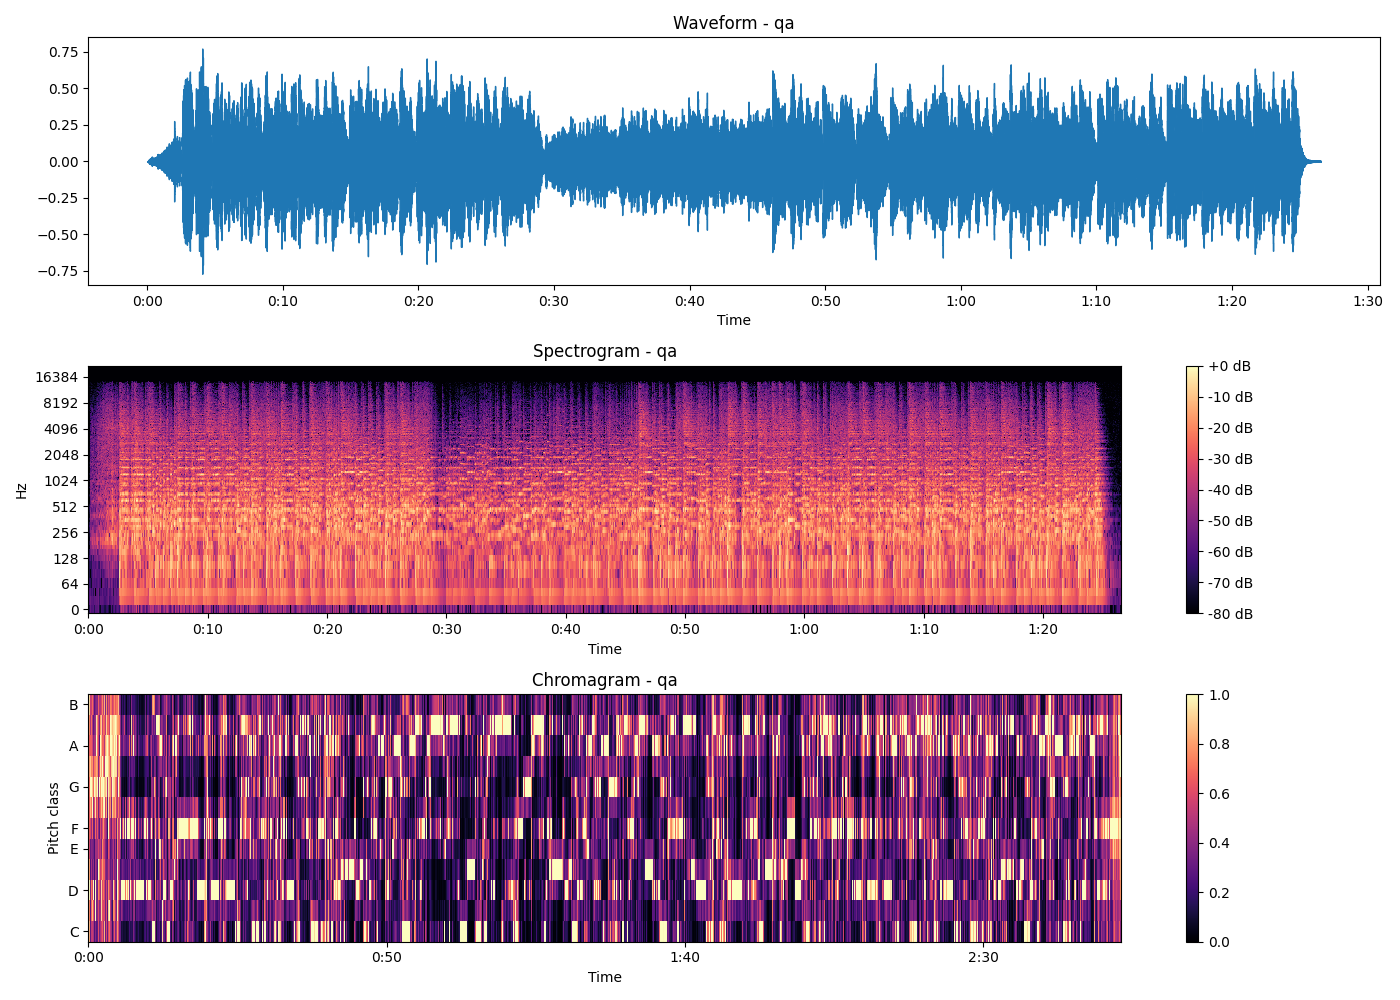 Waveform - qa
0.75
0.50
0.25
0.00
−0.25
−0.50
−0.75
0:00 0:10 0:20 0:30 0:40 0:50 1:00 1:10 1:20 1:30
Time
Spectrogram - qa
Hz
16384
8192
4096
2048
1024
512
256
128
64
0
0:00 0:10 0:20 0:30 0:40 0:50 1:00 1:10 1:20
Time
+0 dB
-10 dB
-20 dB
-30 dB
-40 dB
-50 dB
-60 dB
-70 dB
-80 dB
Chromagram - qa
Pitch class
B
A
G
F
E
D
C
0:00 0:50 1:40 2:30
Time
1.0
0.8
0.6
0.4
0.2
0.0